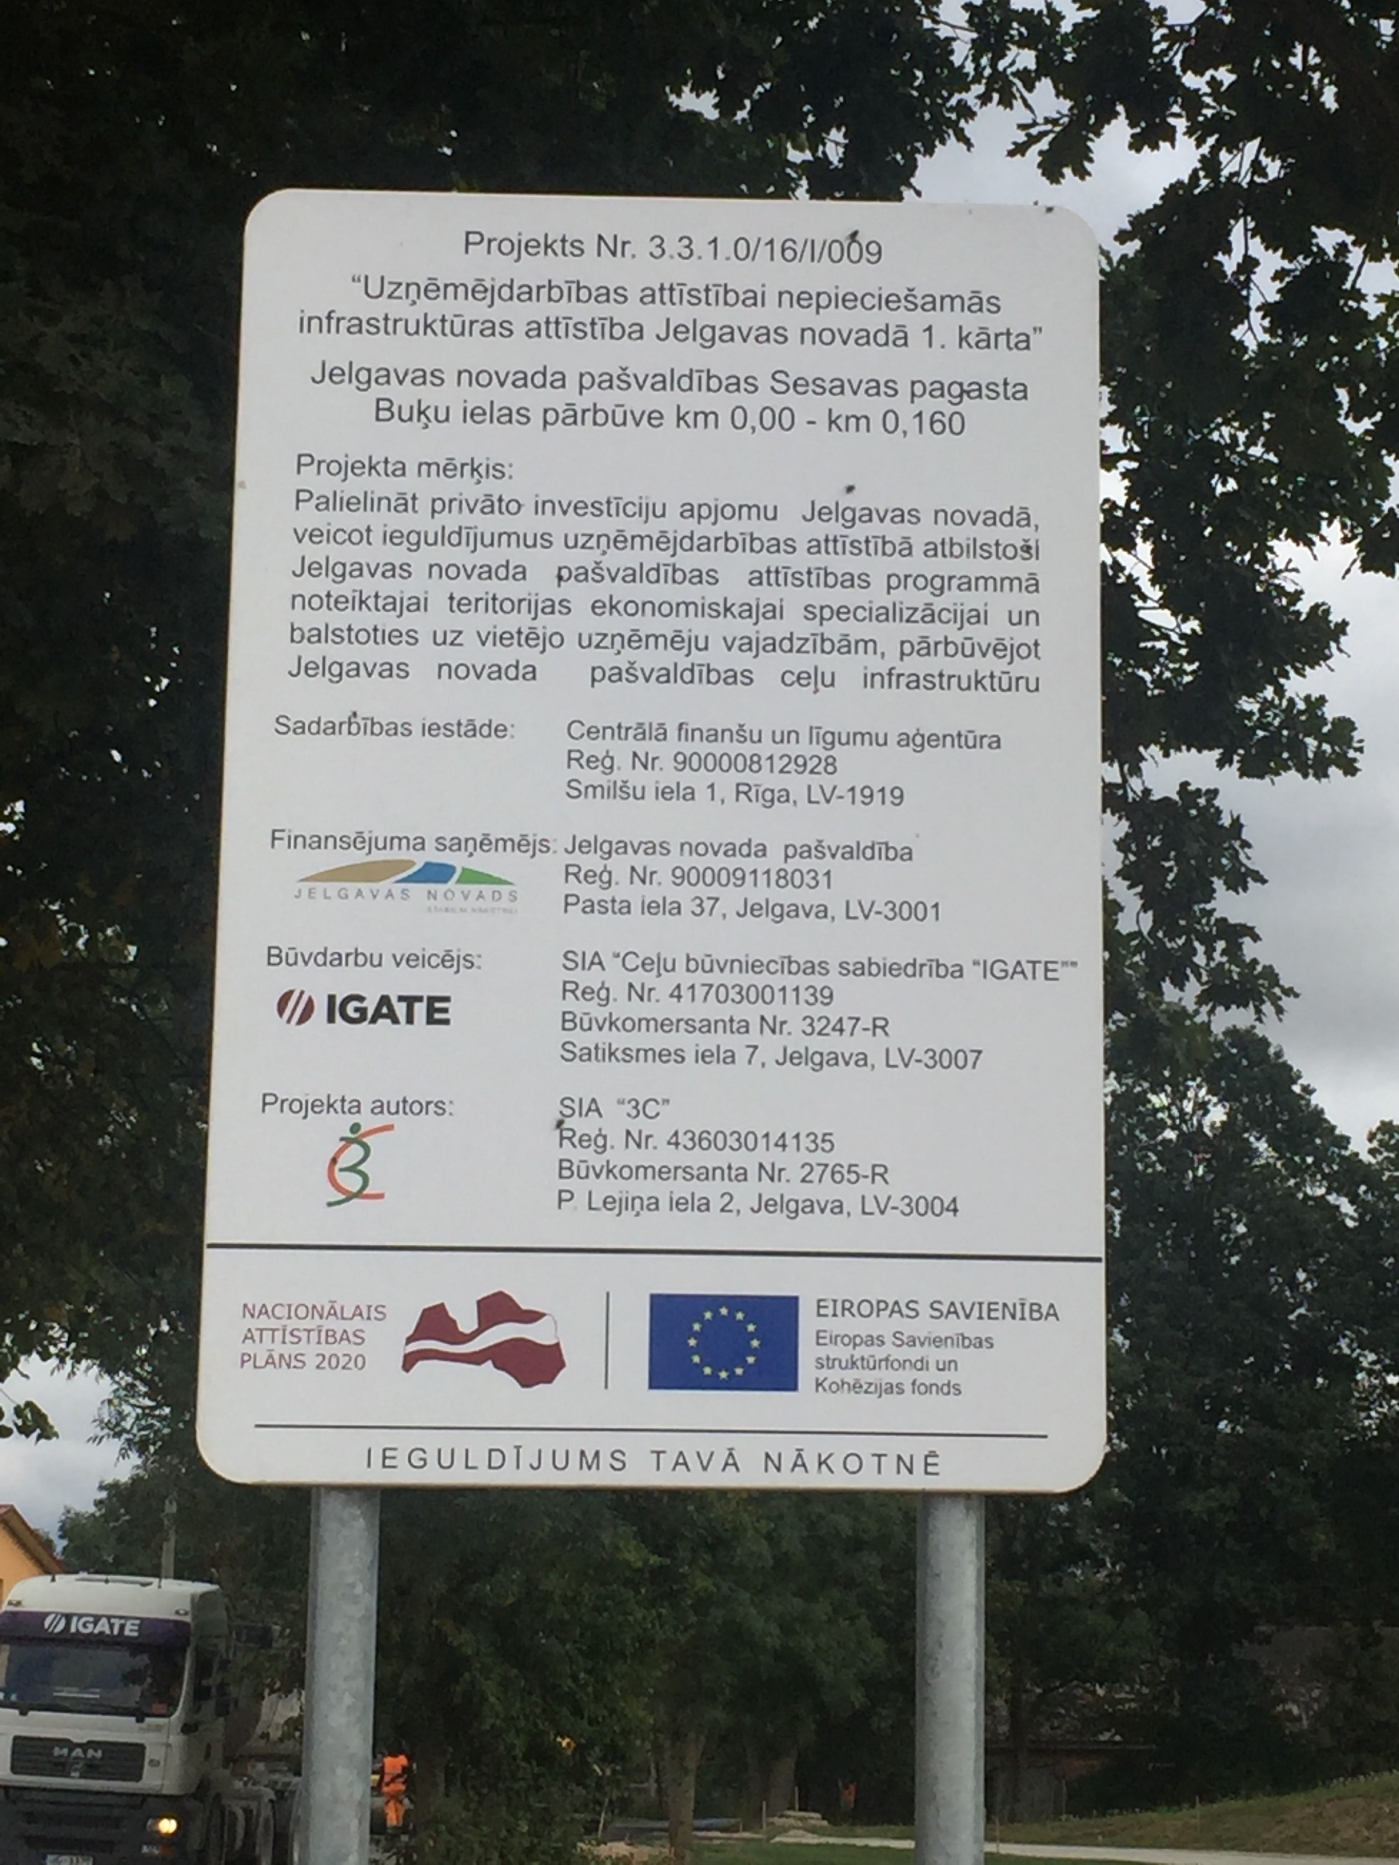 Projekts Nr. 3.3.1.0/16/I/009
“Uzņēmējdarbības attīstībai nepieciešamās
infrastruktūras attīstība Jelgavas novadā 1. kārta”
Jelgavas novada pašvaldības Sesavas pagasta
Buķu ielas pārbūve km 0,00 - km 0,160
Projekta mērķis:
Palielināt privāto investīciju apjomu Jelgavas novadā,
veicot ieguldījumus uzņēmējdarbības attīstībā atbilstoši
Jelgavas novada pašvaldības attīstības programmā
noteiktajai teritorijas ekonomiskajai specializācijai un
balstoties uz vietējo uzņēmēju vajadzībām, pārbūvējot
Jelgavas novada pašvaldības ceļu infrastruktūru
Sadarbības iestāde: Centrālā finanšu un līgumu aģentūra
Reģ. Nr. 90000812928
Smilšu iela 1, Rīga, LV-1919
Finansējuma saņēmējs: Jelgavas novada pašvaldība
JELGAVAS NOVADS
Reģ. Nr. 90009118031
Pasta iela 37, Jelgava, LV-3001
Būvdarbu veicējs: SIA “Ceļu būvniecības sabiedrība “IGATE””
IGATE
Reģ. Nr. 41703001139
Būvkomersanta Nr. 3247-R
Satiksmes iela 7, Jelgava, LV-3007
Projekta autors: SIA “3C”
3C
Reģ. Nr. 43603014135
Būvkomersanta Nr. 2765-R
P. Lejiņa iela 2, Jelgava, LV-3004
NACIONĀLAIS
ATTĪSTĪBAS
PLĀNS 2020
EIROPAS SAVIENĪBA
Eiropas Savienības
struktūrfondi un
Kohēzijas fonds
IEGULDĪJUMS TAVĀ NĀKOTNĒ
IGATE
MAN